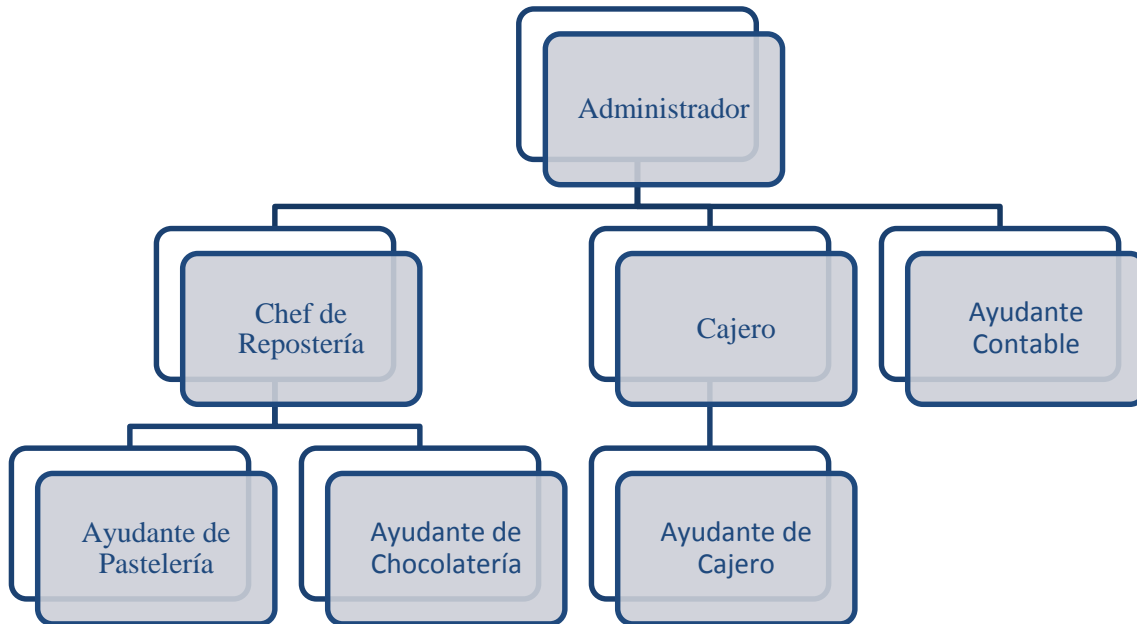 Administrador
Chef de
Repostería
Cajero
Ayudante
Contable
Ayudante de
Pastelería
Ayudante de
Chocolatería
Ayudante de
Cajero